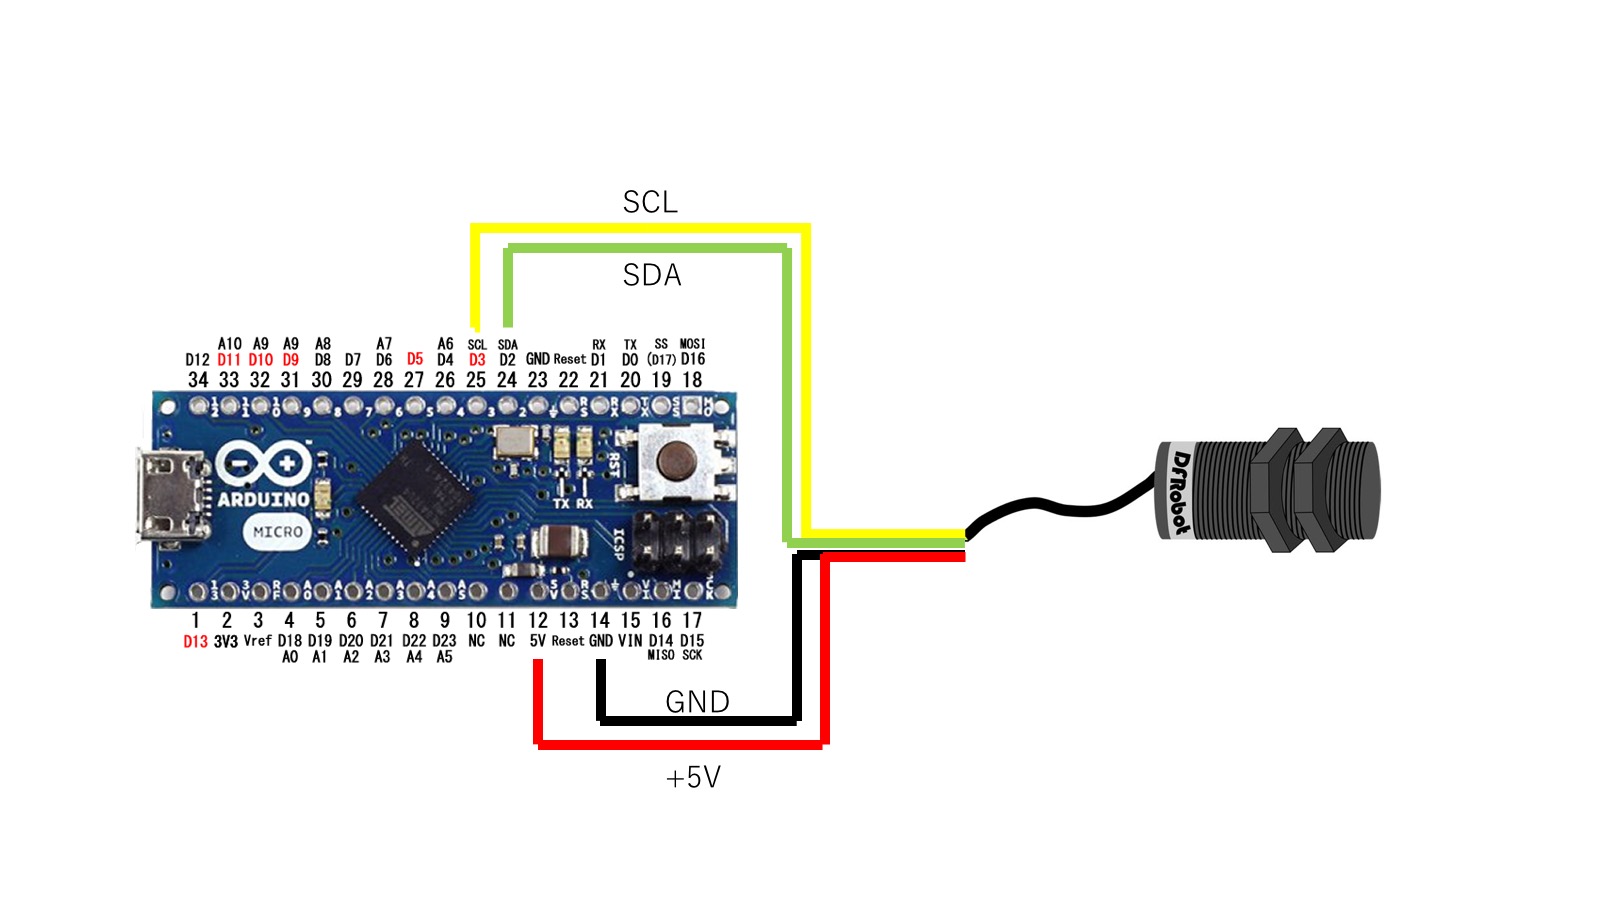 SCL
SDA
A10 A9 A9 A8 A7 A6 SCL SDA RX TX SS MOSI
D12 D11 D10 D9 D8 D7 D6 D5 D4 D3 D2 GND Reset D1 D0 (D17) D16
34 33 32 31 30 29 28 27 26 25 24 23 22 21 20 19 18
ARDUINO
MICRO
TX RX
RST
ICSP
DFRobot
1 2 3 4 5 6 7 8 9 10 11 12 13 14 15 16 17
D13 3V3 Vref D18 D19 D20 D21 D22 D23 NC NC 5V Reset GND VIN D14 D15
A0 A1 A2 A3 A4 A5 MISO SCK
GND
+5V